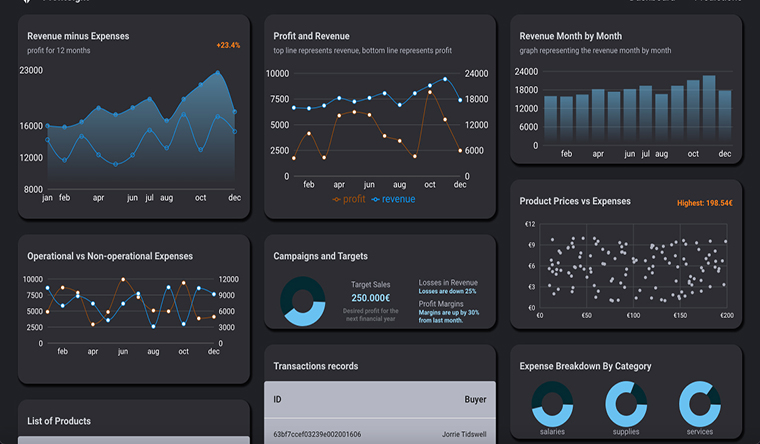 Revenue minus Expenses
profit for 12 months
+23.4%
23000
16000
12000
8000
jan feb apr jun jul aug oct dec
Profit and Revenue
top line represents revenue, bottom line represents profit
10000 24000
7500 18000
5000 12000
2500 6000
0 0
feb apr jun aug oct dec
profit revenue
Revenue Month by Month
graph representing the revenue month by month
24000
18000
12000
6000
0
feb apr jun jul aug oct dec
Product Prices vs Expenses
Highest: 198.54€
€12
€9
€6
€3
€0
€0 €50 €100 €150 €200
Operational vs Non-operational Expenses
10000 12000
7500 9000
5000 6000
2500 3000
0 0
feb apr jun aug oct dec
Campaigns and Targets
Target Sales
250.000€
Desired profit for the
next financial year
Losses in Revenue
Losses are down 25%
Profit Margins
Margins are up by 30%
from last month.
Transactions records
ID Buyer
63bf7ccef03239e002001606 Jorrie Tidswell
Expense Breakdown By Category
salaries supplies services
List of Products